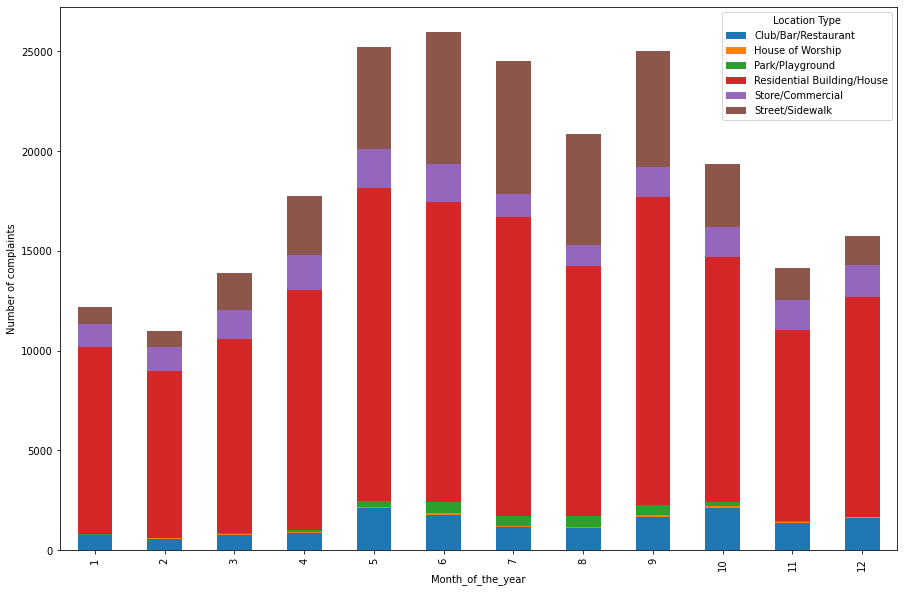 Location Type
Club/Bar/Restaurant
House of Worship
Park/Playground
Residential Building/House
Store/Commercial
Street/Sidewalk
25000
20000
15000
10000
5000
0
Number of complaints
1 2 3 4 5 6 7 8 9 10 11 12
Month_of_the_year